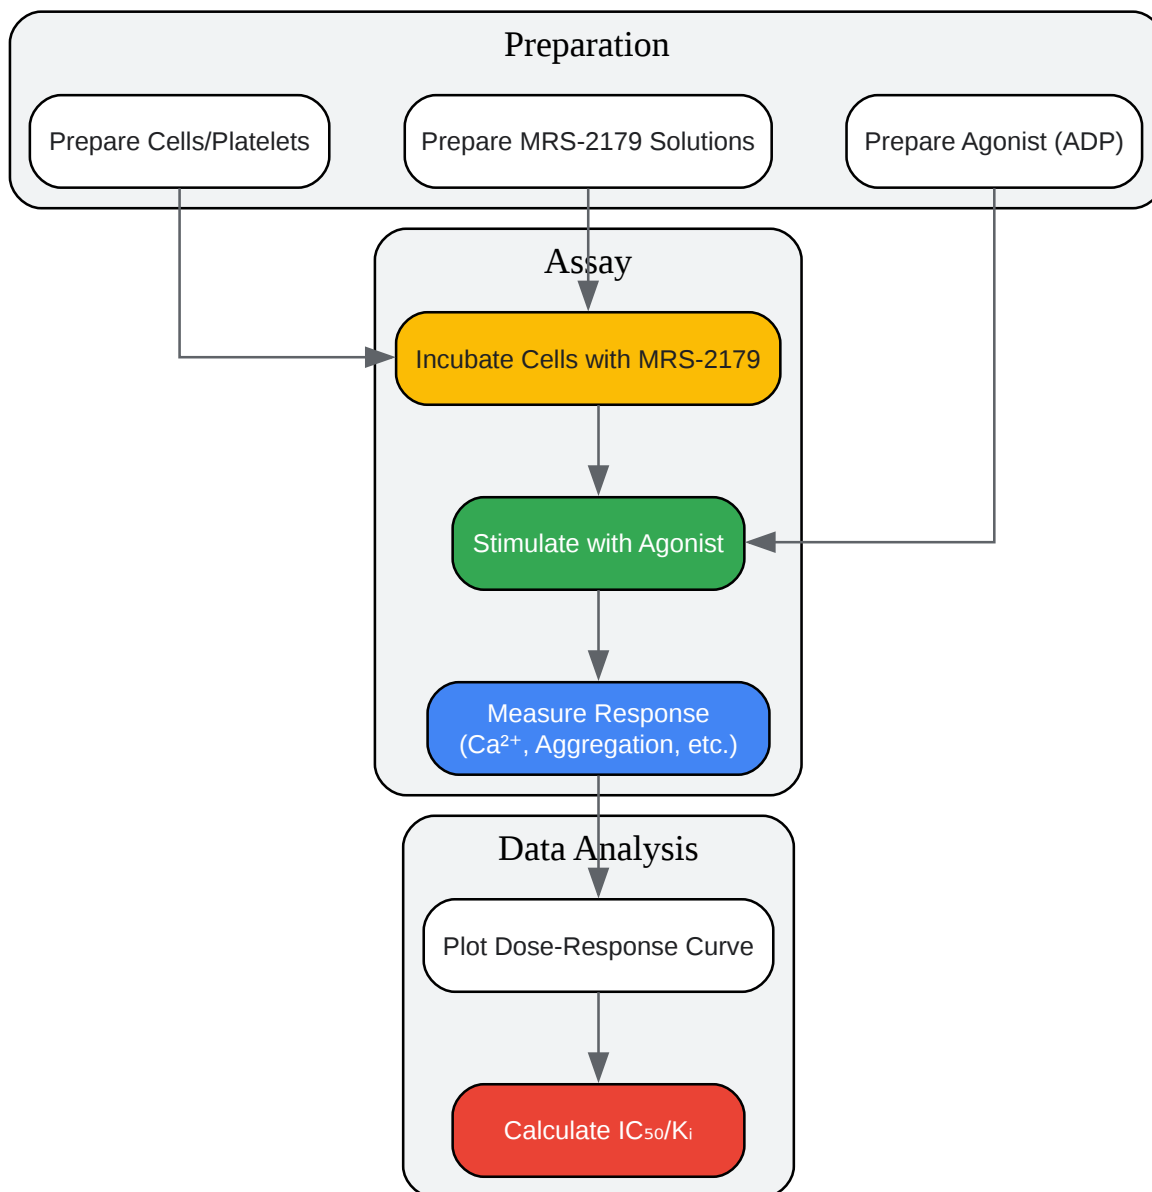 Preparation
Prepare Cells/Platelets
Prepare MRS-2179 Solutions
Prepare Agonist (ADP)
Assay
Incubate Cells with MRS-2179
Stimulate with Agonist
Measure Response
(Ca²⁺, Aggregation, etc.)
Data Analysis
Plot Dose-Response Curve
Calculate IC₅₀/Kᵢ